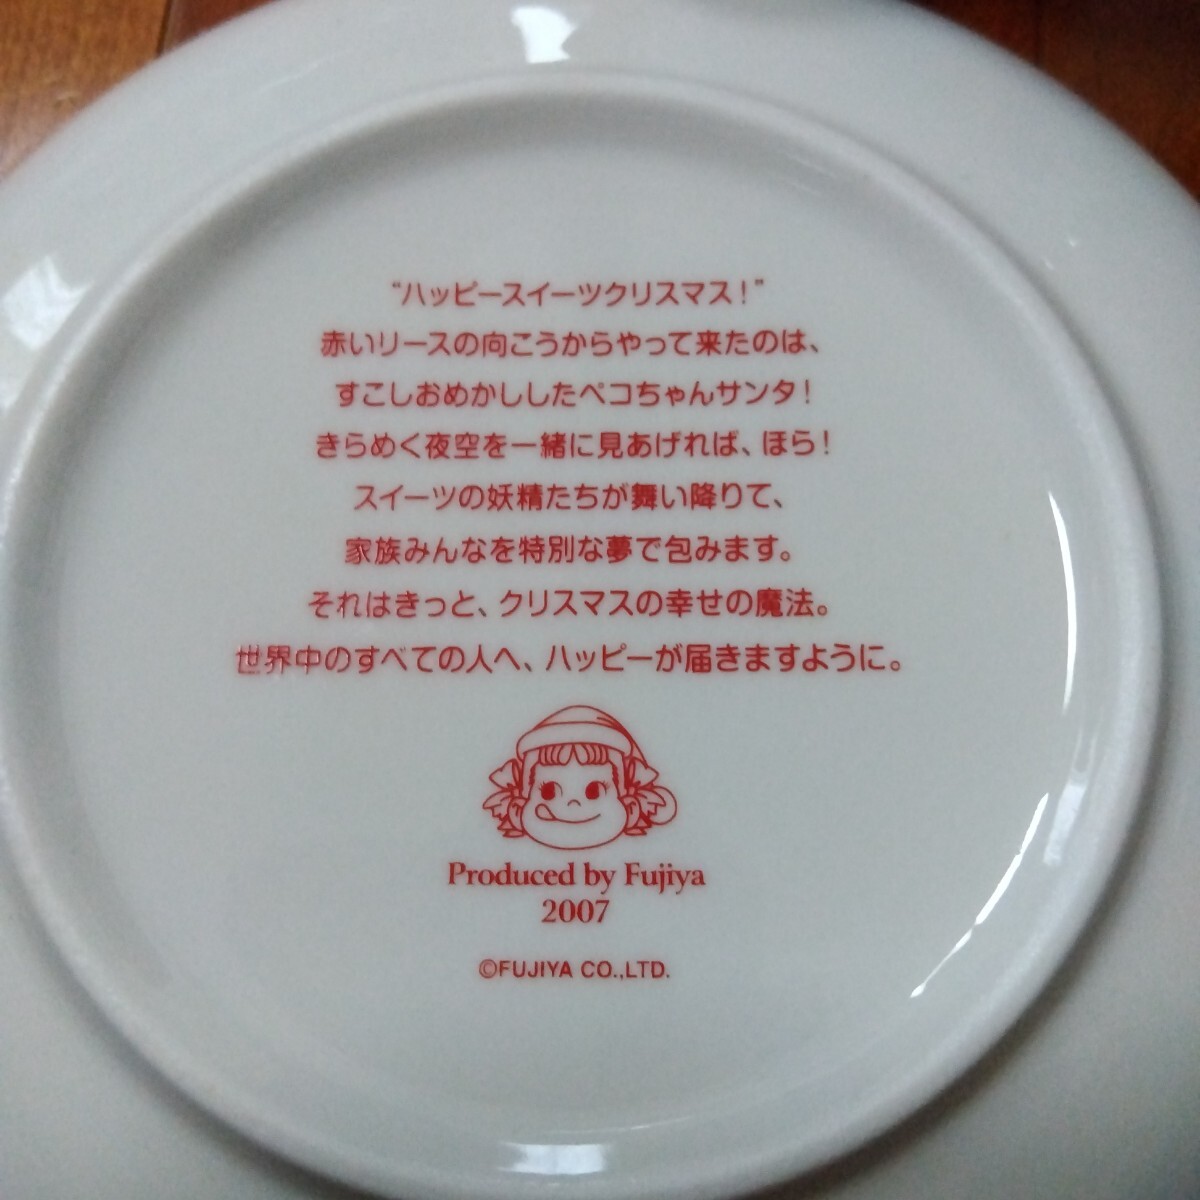 “ハッピースイーツクリスマス！”
赤いリースの向こうからやって来たのは、
すこしおめかししたペコちゃんサンタ！
きらめく夜空を一緒に見あげれば、ほら！
スイーツの妖精たちが舞い降りて、
家族みんなを特別な夢で包みます。
それはきっと、クリスマスの幸せの魔法。
世界中のすべての人へ、ハッピーが届きますように。
Produced by Fujiya
2007
©FUJIYA CO.,LTD.